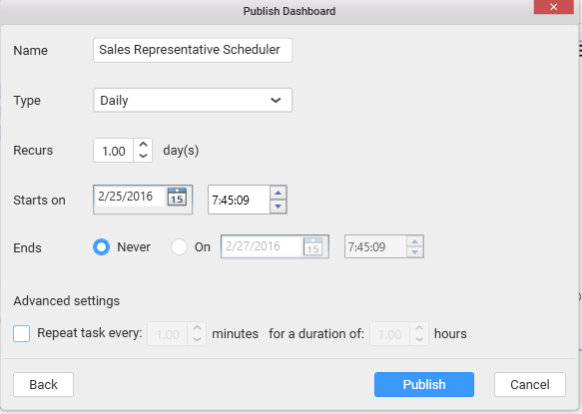 Publish Dashboard
Name Sales Representative Scheduler
Type Daily
Recurs 1.00 day(s)
Starts on 2/25/2016 15 7:45:09
Ends Never On 2/27/2016 15 7:45:09
Advanced settings
Repeat task every: 1.00 minutes for a duration of: 1.00 hours
Back Publish Cancel